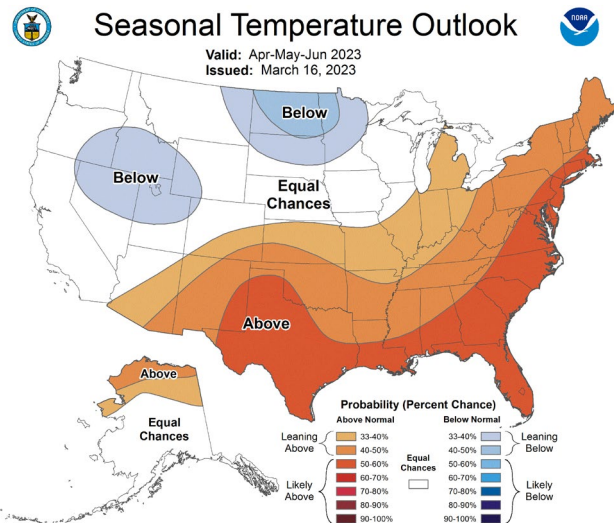 Seasonal Temperature Outlook
NOAA
Valid: Apr-May-Jun 2023
Issued: March 16, 2023
Below
Below
Equal
Chances
Above
Above
Equal
Chances
Probability (Percent Chance)
Above Normal
Below Normal
Leaning
Above
33-40%
40-50%
Likely
Above
50-60%
60-70%
70-80%
80-90%
90-100%
Equal
Chances
33-40%
40-50%
Leaning
Below
50-60%
60-70%
70-80%
80-90%
90-100%
Likely
Below